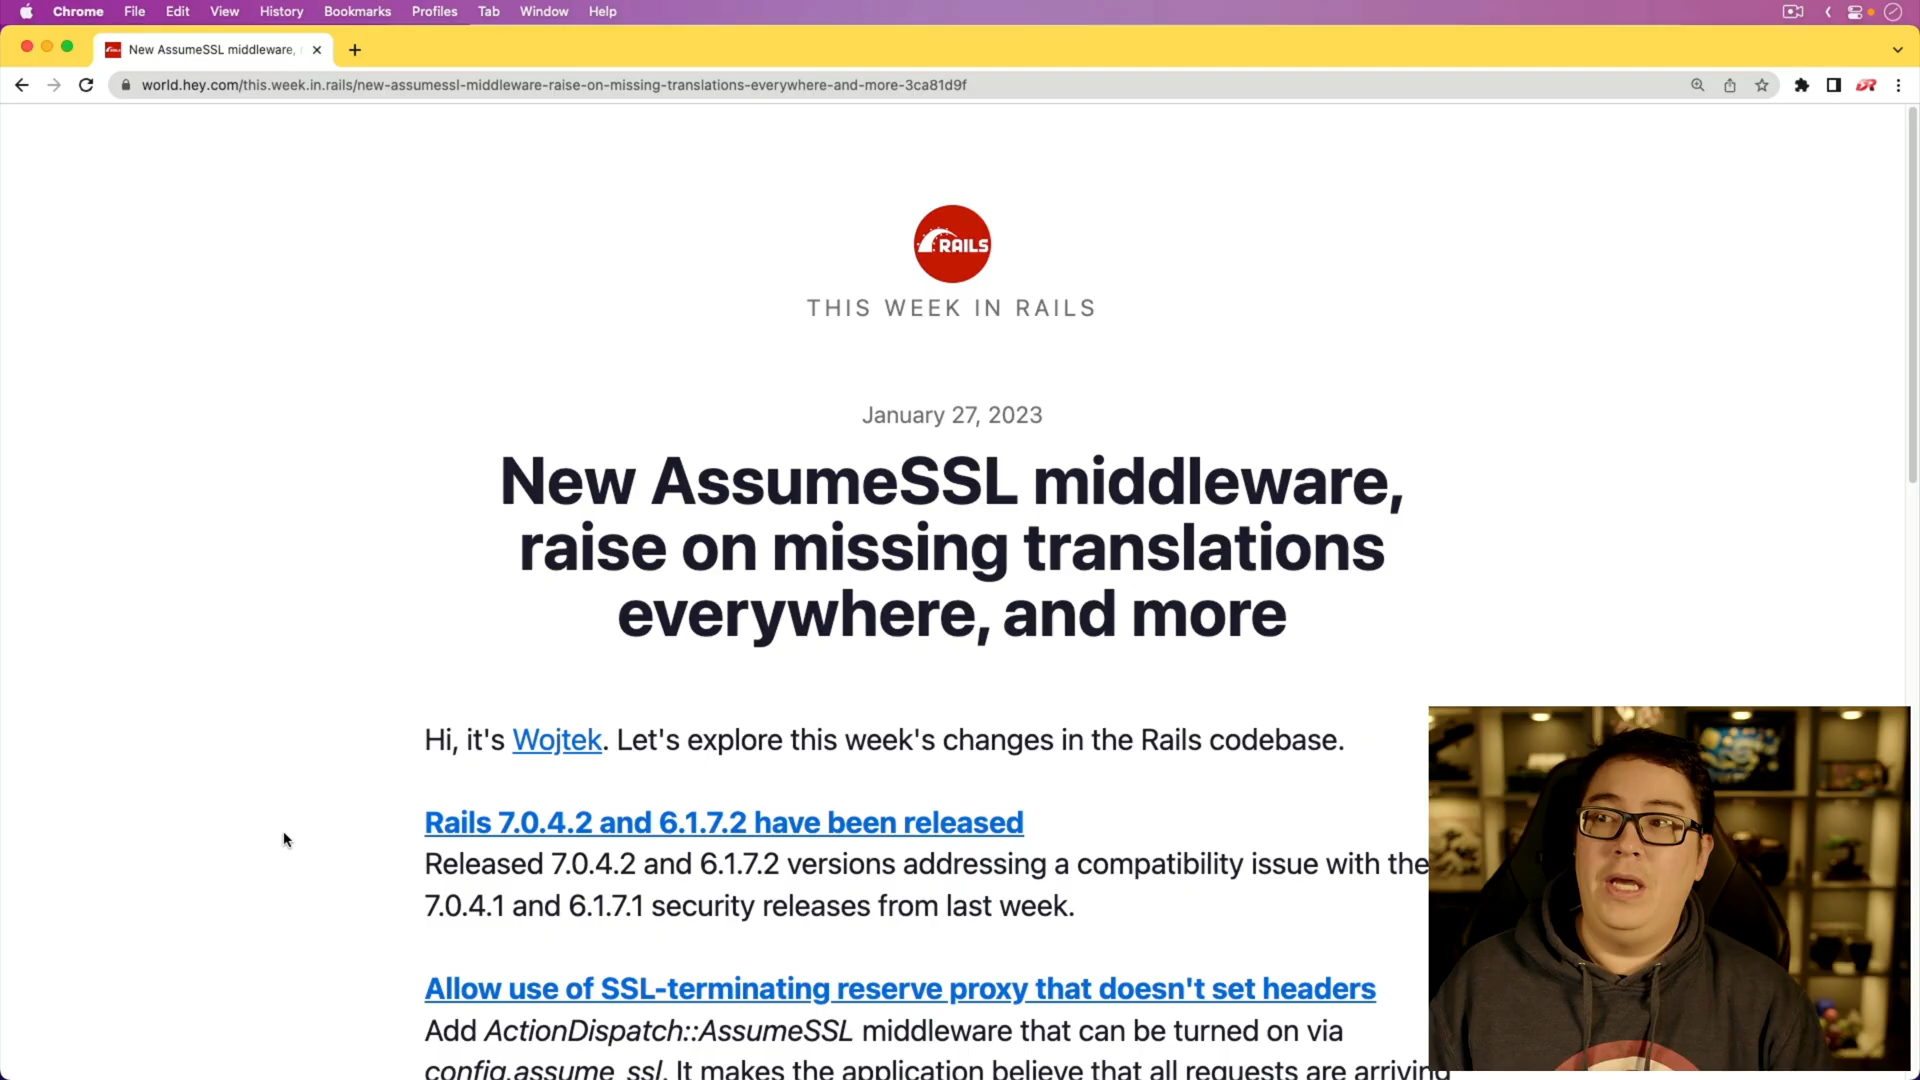 Chrome File Edit View History Bookmarks Profiles Tab Window Help
New AssumeSSL middleware,
world.hey.com/this.week.in.rails/new-assumessl-middleware-raise-on-missing-translations-everywhere-and-more-3ca81d9f
RAILS
THIS WEEK IN RAILS
January 27, 2023
New AssumeSSL middleware,
raise on missing translations
everywhere, and more
Hi, it's Wojtek. Let's explore this week's changes in the Rails codebase.
Rails 7.0.4.2 and 6.1.7.2 have been released
Released 7.0.4.2 and 6.1.7.2 versions addressing a compatibility issue with the
7.0.4.1 and 6.1.7.1 security releases from last week.
Allow use of SSL-terminating reserve proxy that doesn't set headers
Add ActionDispatch::AssumeSSL middleware that can be turned on via
config.assume_ssl. It makes the application believe that all requests are arriving